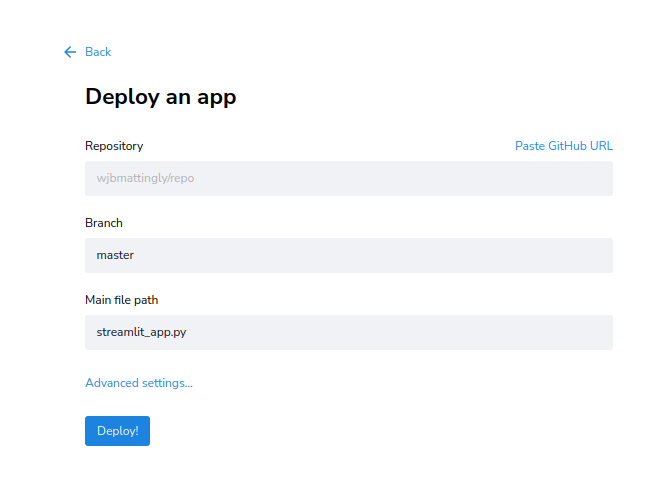 Back
Deploy an app
Repository
Paste GitHub URL
wjbmattingly/repo
Branch
master
Main file path
streamlit_app.py
Advanced settings...
Deploy!